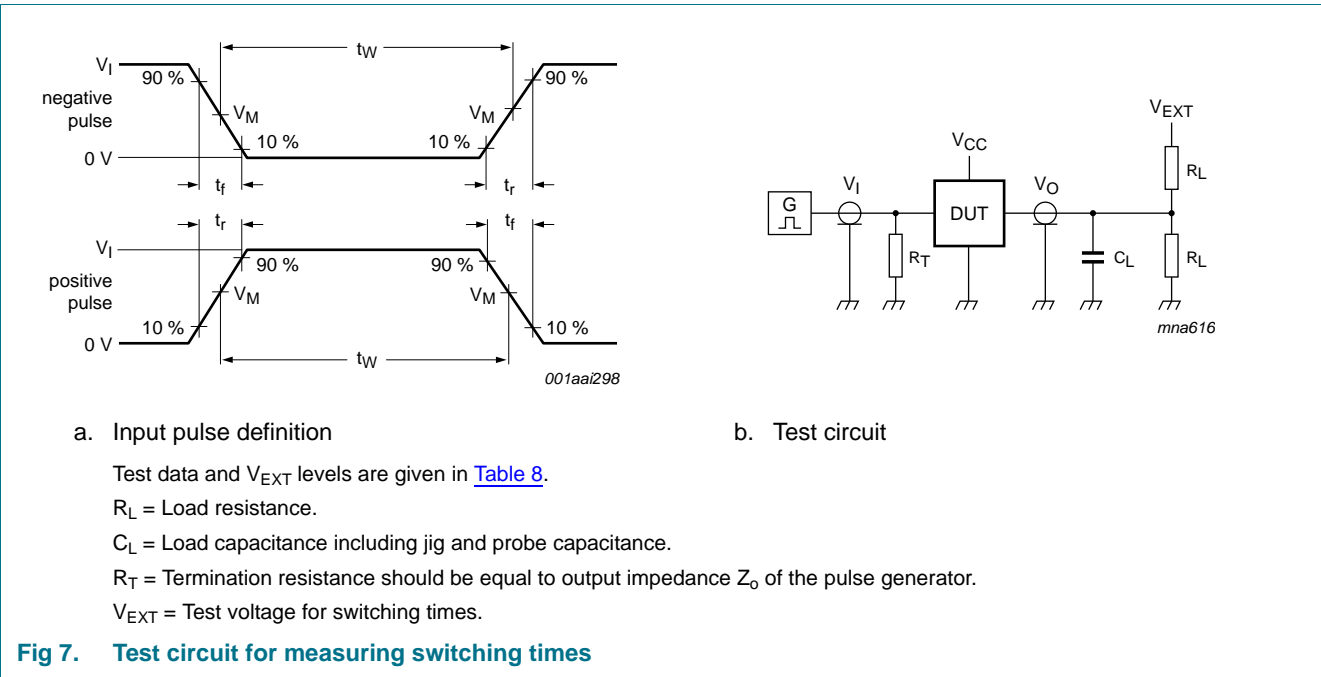 tW
VI
90 %
90 %
negative
pulse
VM
VM
10 %
10 %
0 V
tf
tr
tr
tf
VI
90 %
90 %
positive
pulse
VM
VM
10 %
10 %
0 V
tW
001aai298
VEXT
VCC
RL
VI
VO
G
DUT
RT
CL
RL
mna616
a. Input pulse definition
b. Test circuit
Test data and VEXT levels are given in Table 8.
RL = Load resistance.
CL = Load capacitance including jig and probe capacitance.
RT = Termination resistance should be equal to output impedance Zo of the pulse generator.
VEXT = Test voltage for switching times.
Fig 7. Test circuit for measuring switching times